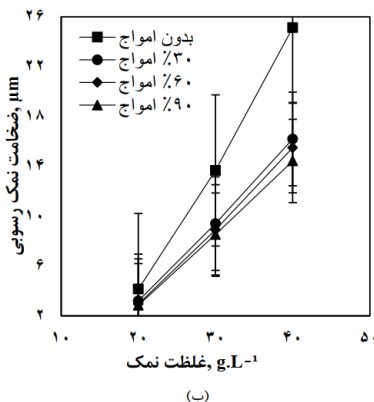 ضخامت نمک رسوبی, µm
۲۶
۲۲
۱۸
۱۴
۱۰
۶
۲
بدون امواج
۳۰٪ امواج
۶۰٪ امواج
۹۰٪ امواج
۱۰ ۲۰ ۳۰ ۴۰ ۵۰
غلظت نمک, g.L⁻¹
(ب)